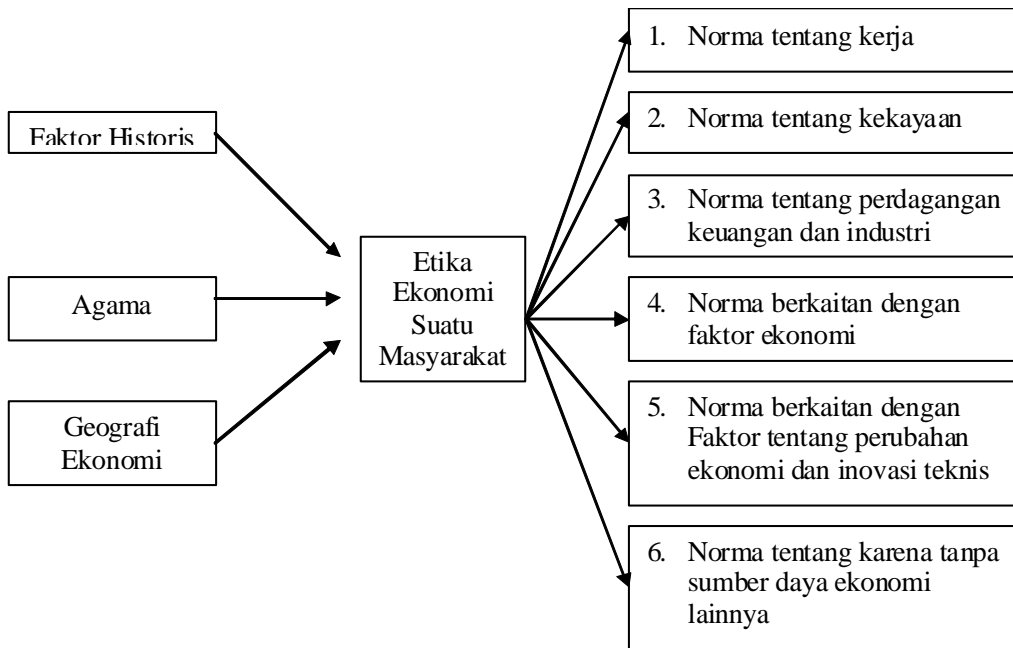 Faktor Historis
Agama
Geografi
Ekonomi
Etika
Ekonomi
Suatu
Masyarakat
1. Norma tentang kerja
2. Norma tentang kekayaan
3. Norma tentang perdagangan
keuangan dan industri
4. Norma berkaitan dengan
faktor ekonomi
5. Norma berkaitan dengan
Faktor tentang perubahan
ekonomi dan inovasi teknis
6. Norma tentang karena tanpa
sumber daya ekonomi
lainnya